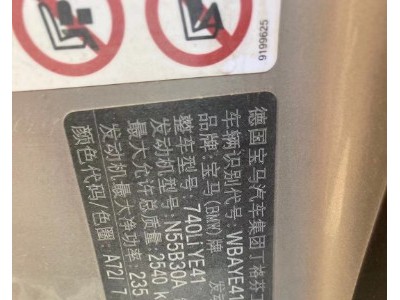 9199625
德国宝马汽车集团丁格芬
车辆识别代号: WBAYE41
品牌: 宝马(BMW)牌 发动
整车型号: 740LiYE41
发动机型号: N55B30A
最大允许总质量: 2540 k
发动机最大净功率: 235
颜色代码/色圈: A72/ 7